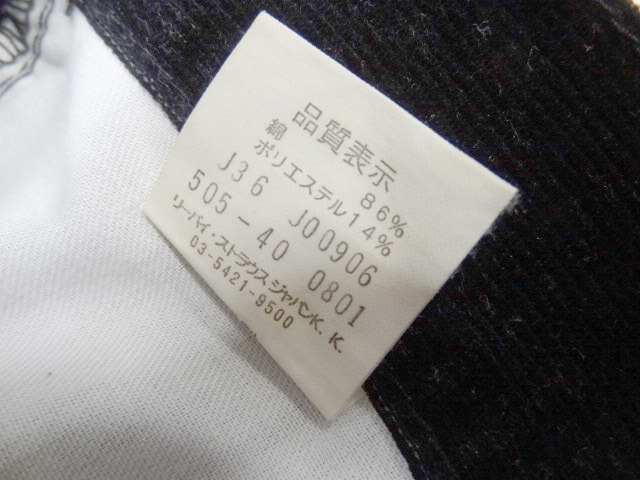 品質表示
綿 86%
ポリエステル14%
J36 J00906
505-40 0801
リーバイ・ストラウス ジャパンK.K.
03-5421-9500